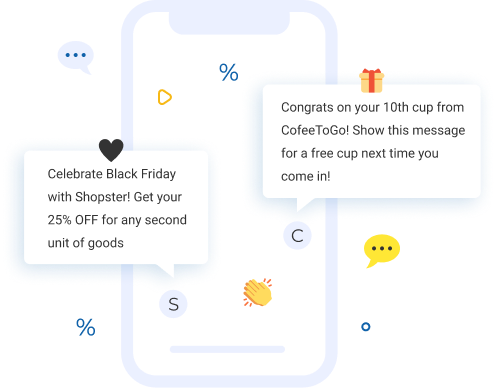 %
Congrats on your 10th cup from
CofeeToGo! Show this message
for a free cup next time you
come in!
C
Celebrate Black Friday
with Shopster! Get your
25% OFF for any second
unit of goods
S
%